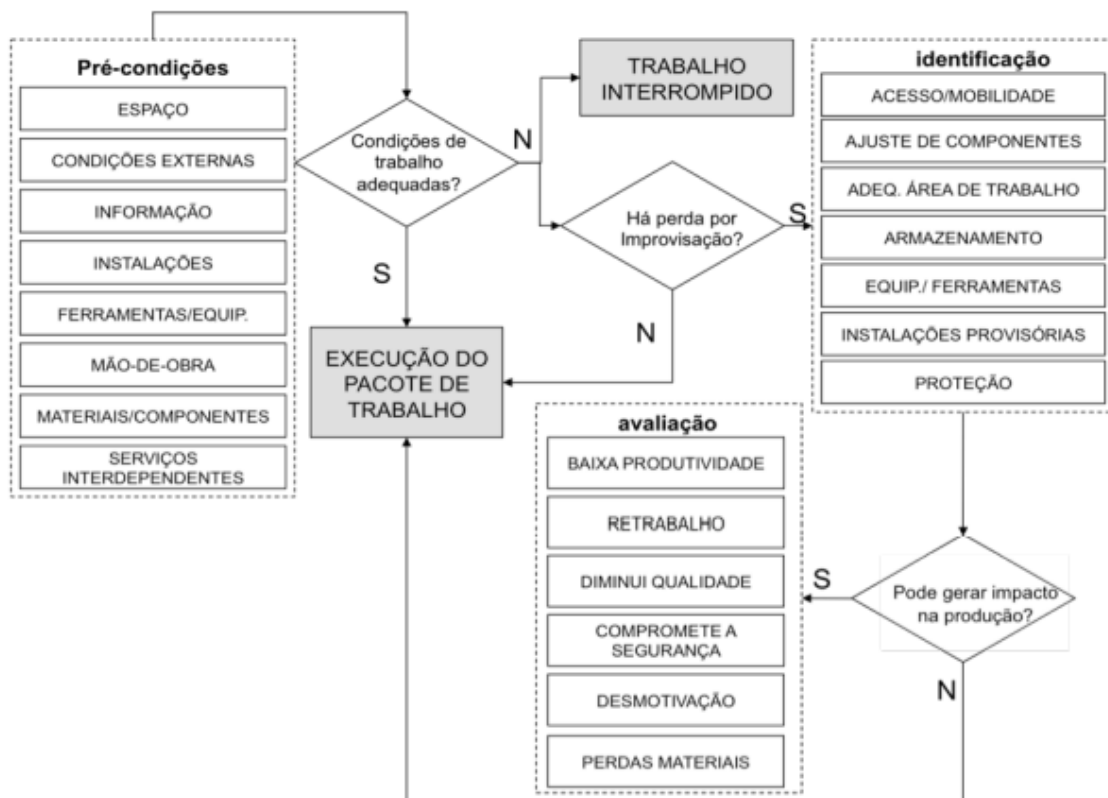 Pré-condições
ESPAÇO
CONDIÇÕES EXTERNAS
INFORMAÇÃO
INSTALAÇÕES
FERRAMENTAS/EQUIP.
MÃO-DE-OBRA
MATERIAIS/COMPONENTES
SERVIÇOS
INTERDEPENDENTES
Condições de
trabalho
adequadas?
N
S
TRABALHO
INTERROMPIDO
Há perda por
Improvisação?
S
N
EXECUÇÃO DO
PACOTE DE
TRABALHO
identificação
ACESSO/MOBILIDADE
AJUSTE DE COMPONENTES
ADEQ. ÁREA DE TRABALHO
ARMAZENAMENTO
EQUIP./ FERRAMENTAS
INSTALAÇÕES PROVISÓRIAS
PROTEÇÃO
Pode gerar impacto
na produção?
S
N
avaliação
BAIXA PRODUTIVIDADE
RETRABALHO
DIMINUI QUALIDADE
COMPROMETE A
SEGURANÇA
DESMOTIVAÇÃO
PERDAS MATERIAIS